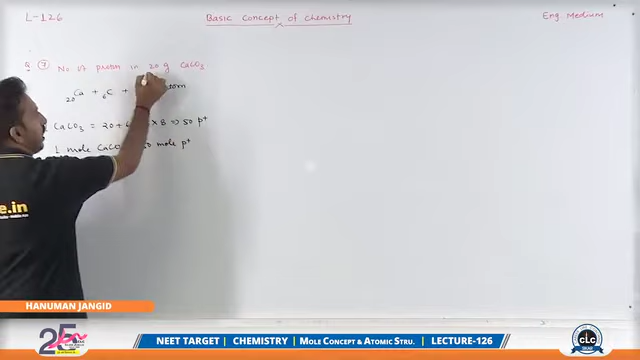 L-126
Basic Concept of Chemistry
Eng. Medium
Q. 7 No. of proton in 20 g CaCO3
20Ca + 6C + atom
CaCO3 = 20 + × 8 ⇒ 50 p+
1 mole CaCO mole p+
e.in
HANUMAN JANGID
25
NEET TARGET | CHEMISTRY | MOLE CONCEPT & ATOMIC STRU. | LECTURE-126
CLC